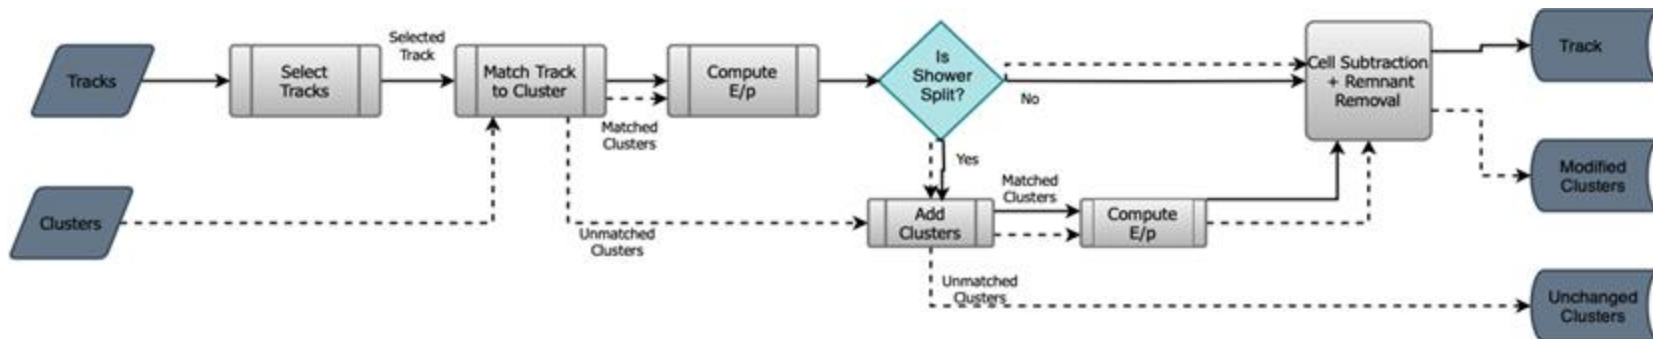 Tracks
Select
Tracks
Selected
Track
Match Track
to Cluster
Matched
Clusters
Compute
E/p
Is
Shower
Split?
No
Yes
Cell Subtraction
+ Remnant
Removal
Track
Clusters
Unmatched
Clusters
Add
Clusters
Matched
Clusters
Compute
E/p
Modified
Clusters
Unmatched
Clusters
Unchanged
Clusters